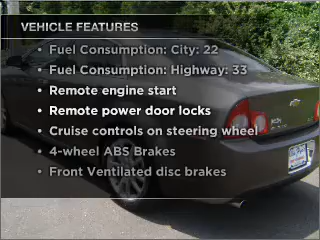 VEHICLE FEATURES
• Fuel Consumption: City: 22
• Fuel Consumption: Highway: 33
• Remote engine start
• Remote power door locks
• Cruise controls on steering wheel
• 4-wheel ABS Brakes
• Front Ventilated disc brakes